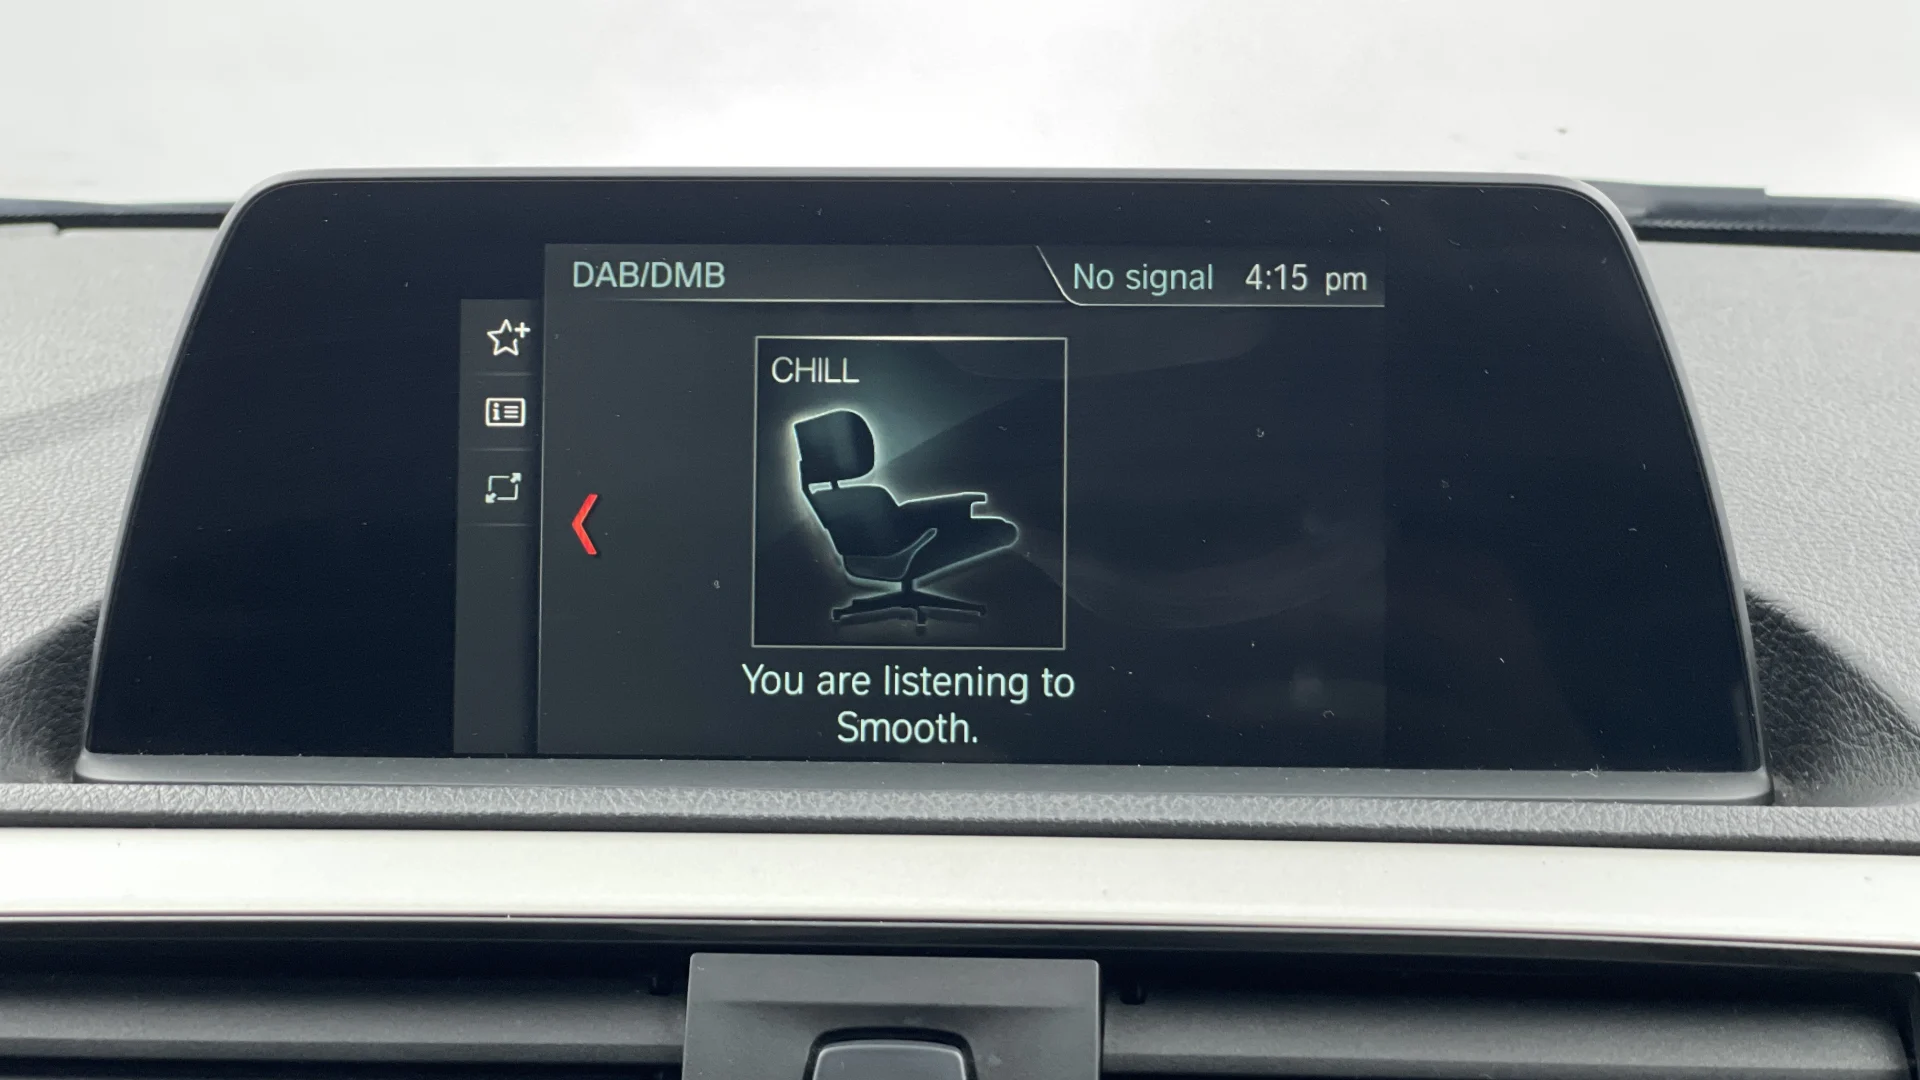 DAB/DMB
No signal 4:15 pm
CHILL
You are listening to
Smooth.